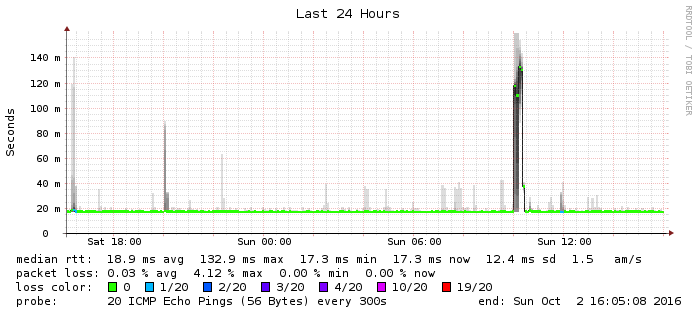 Last 24 Hours
RRDTOOL / TOBI OETIKER
Seconds
140 m
120 m
100 m
80 m
60 m
40 m
20 m
0
Sat 18:00 Sun 00:00 Sun 06:00 Sun 12:00
median rtt: 18.9 ms avg 132.9 ms max 17.3 ms min 17.3 ms now 12.4 ms sd 1.5 am/s
packet loss: 0.03 % avg 4.12 % max 0.00 % min 0.00 % now
loss color: 0 1/20 2/20 3/20 4/20 10/20 19/20
probe: 20 ICMP Echo Pings (56 Bytes) every 300s end: Sun Oct 2 16:05:08 2016